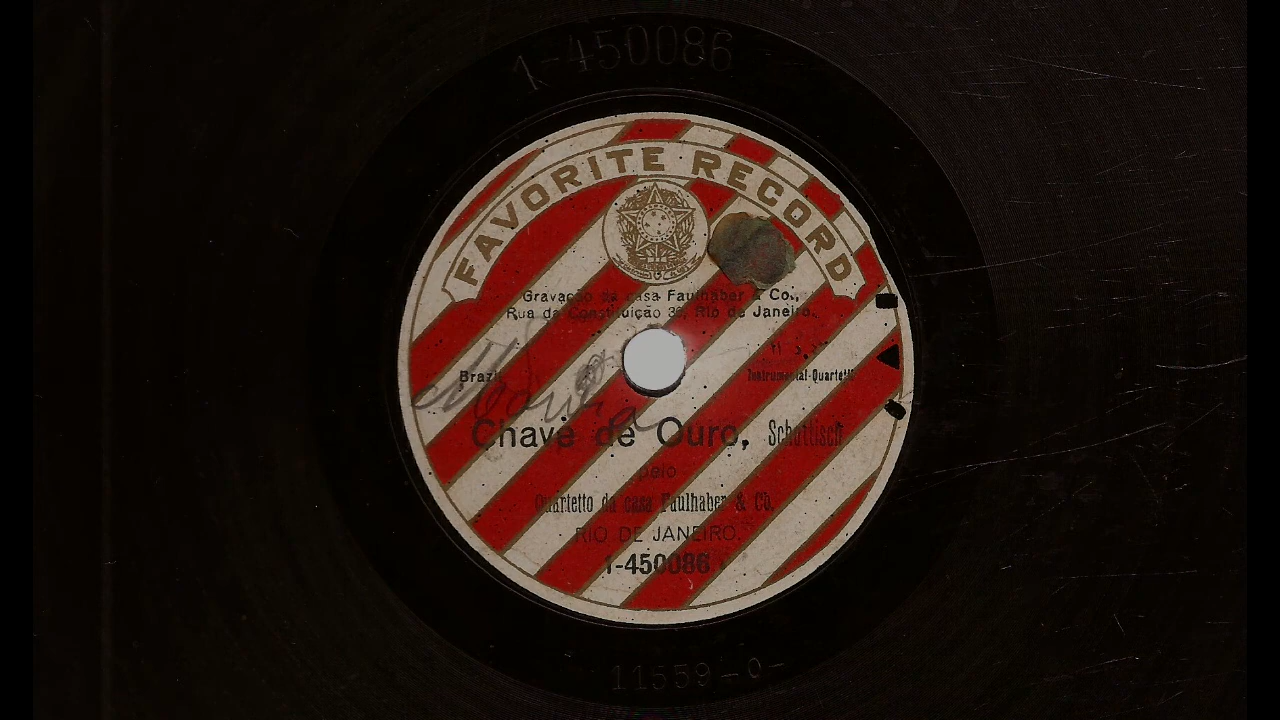 1-450086
FAVORITE RECORD
Gravação da casa Faulhaber & Co.,
Rua da Constituição 36, Rio de Janeiro.
Brazil
Instrumental-Quartett
Chave de Ouro, Schottisch
pelo
Quartetto da casa Faulhaber & Co.
RIO DE JANEIRO.
1-450086
11559-0-